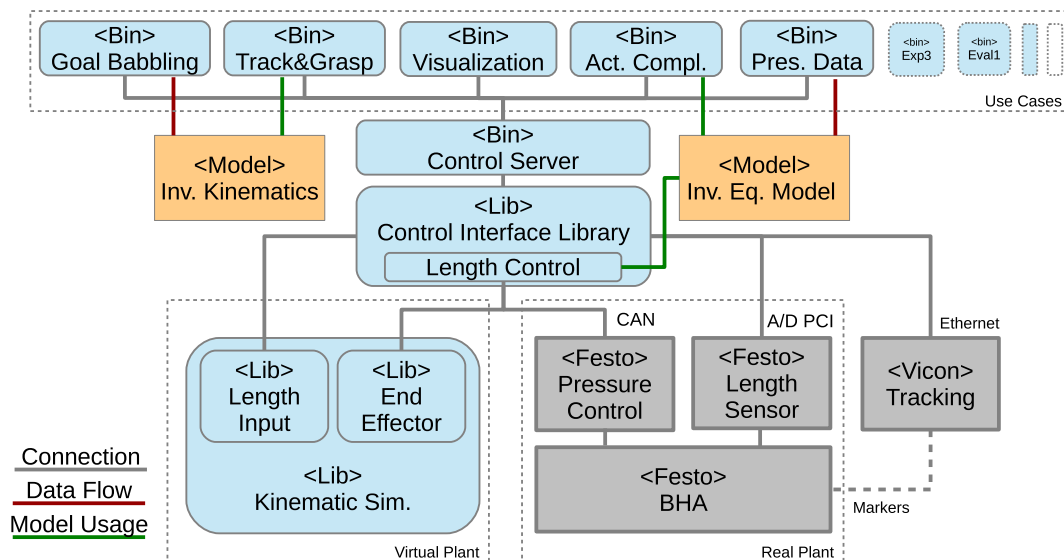 <Bin>
Goal Babbling
<Bin>
Track&Grasp
<Bin>
Visualization
<Bin>
Act. Compl.
<Bin>
Pres. Data
<bin>
Exp3
<bin>
Eval1
Use Cases
<Model>
Inv. Kinematics
<Bin>
Control Server
<Model>
Inv. Eq. Model
<Lib>
Control Interface Library
Length Control
CAN
A/D PCI
Ethernet
<Lib>
Length
Input
<Lib>
End
Effector
<Lib>
Kinematic Sim.
<Festo>
Pressure
Control
<Festo>
Length
Sensor
<Vicon>
Tracking
<Festo>
BHA
Markers
Connection
Data Flow
Model Usage
Virtual Plant
Real Plant